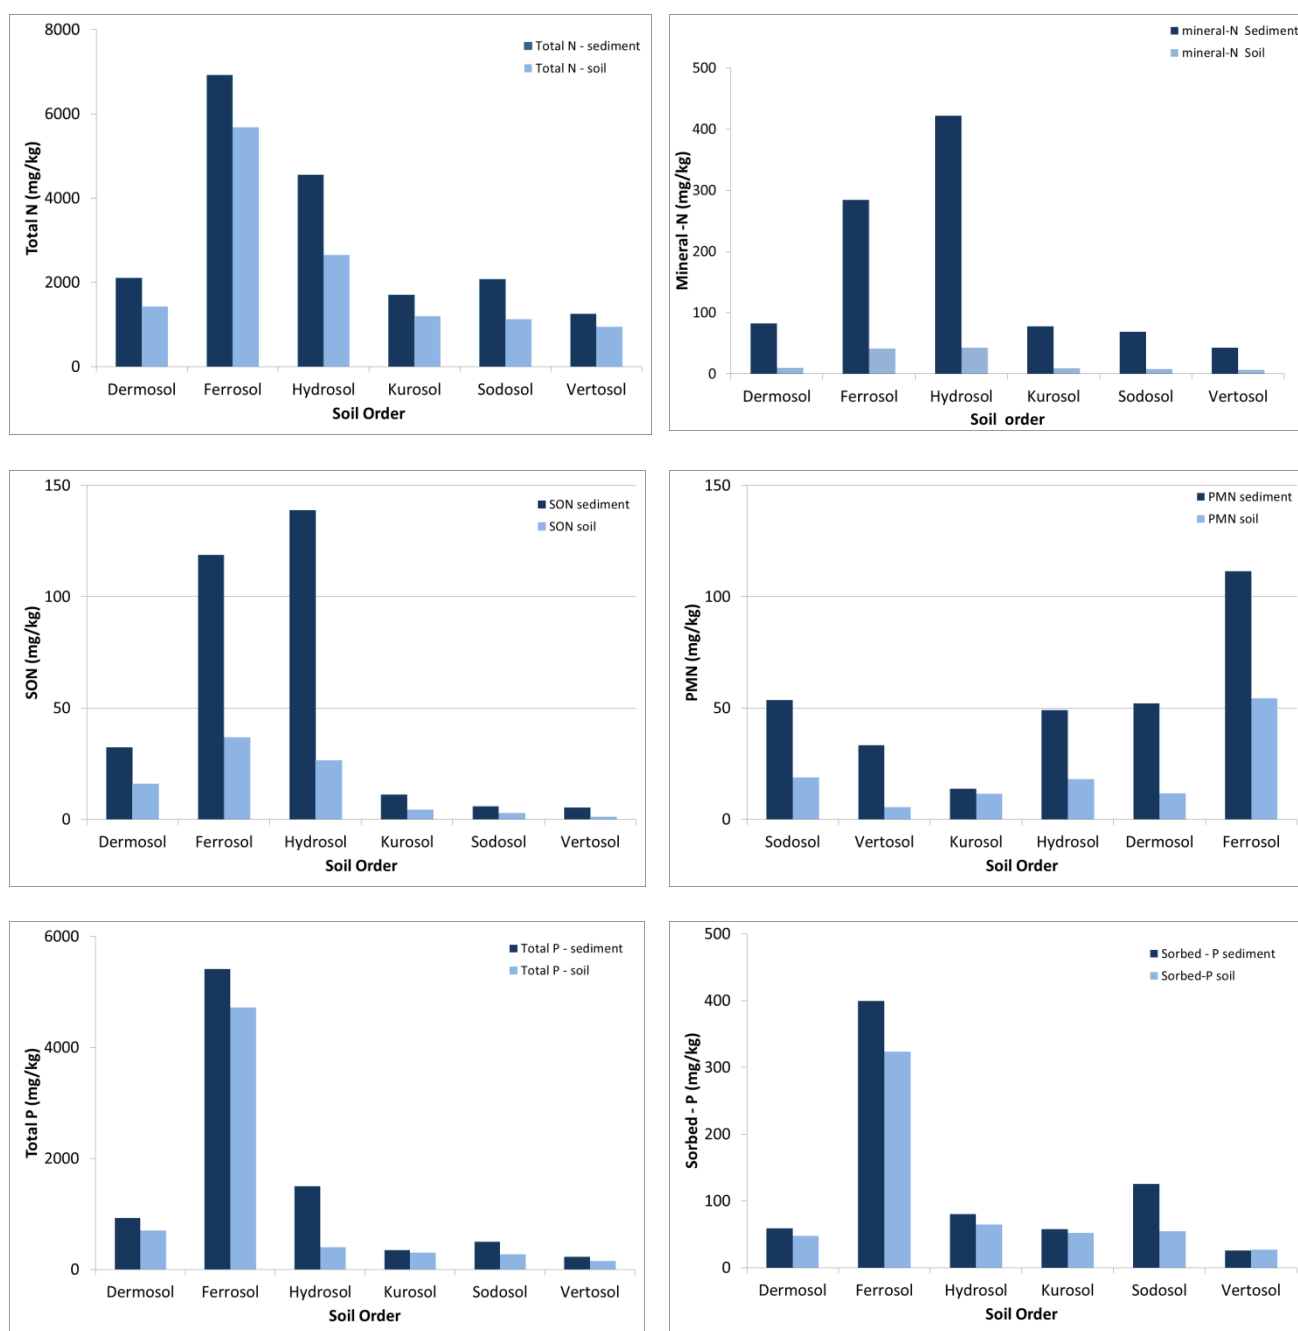 8000
6000
4000
2000
0
Total N (mg/kg)
Total N - sediment
Total N - soil
Dermosol Ferrosol Hydrosol Kurosol Sodosol Vertosol
Soil Order
500
400
300
200
100
0
Mineral -N (mg/kg)
mineral-N Sediment
mineral-N Soil
Dermosol Ferrosol Hydrosol Kurosol Sodosol Vertosol
Soil order
150
100
50
0
SON (mg/kg)
SON sediment
SON soil
Dermosol Ferrosol Hydrosol Kurosol Sodosol Vertosol
Soil Order
150
100
50
0
PMN (mg/kg)
PMN sediment
PMN soil
Sodosol Vertosol Kurosol Hydrosol Dermosol Ferrosol
Soil Order
6000
4000
2000
0
Total P (mg/kg)
Total P - sediment
Total P - soil
Dermosol Ferrosol Hydrosol Kurosol Sodosol Vertosol
Soil Order
500
400
300
200
100
0
Sorbed - P (mg/kg)
Sorbed - P sediment
Sorbed-P soil
Dermosol Ferrosol Hydrosol Kurosol Sodosol Vertosol
Soil Order